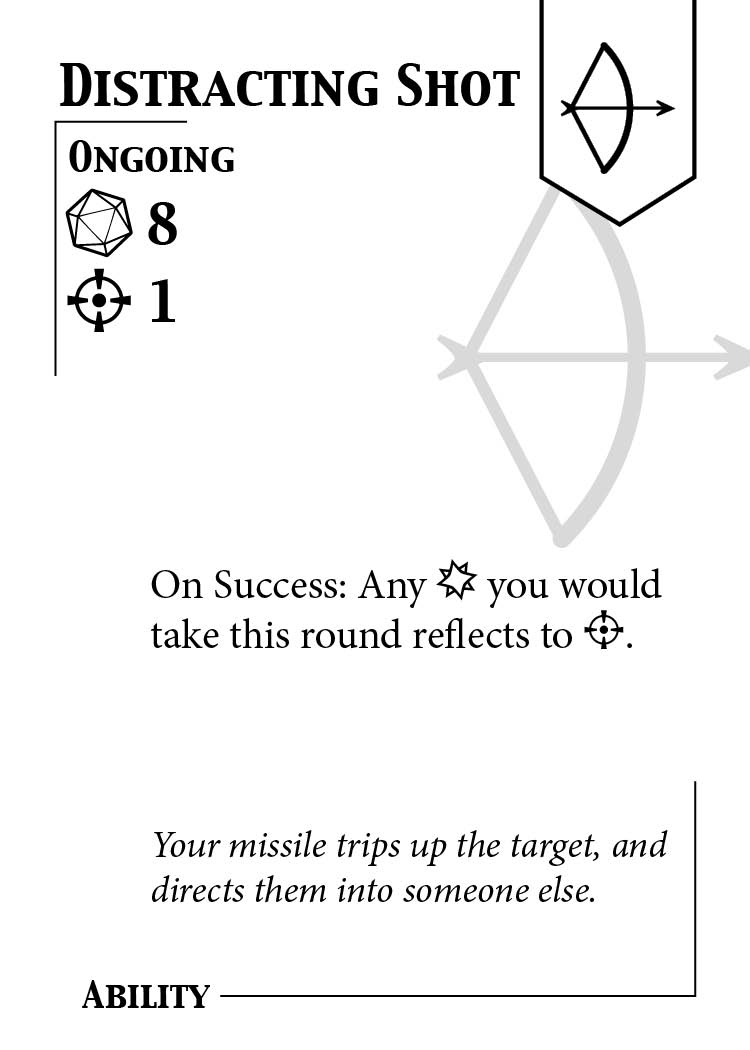 Distracting Shot
Ongoing
8
1
On Success: Any you would
take this round reflects to .
Your missile trips up the target, and
directs them into someone else.
Ability